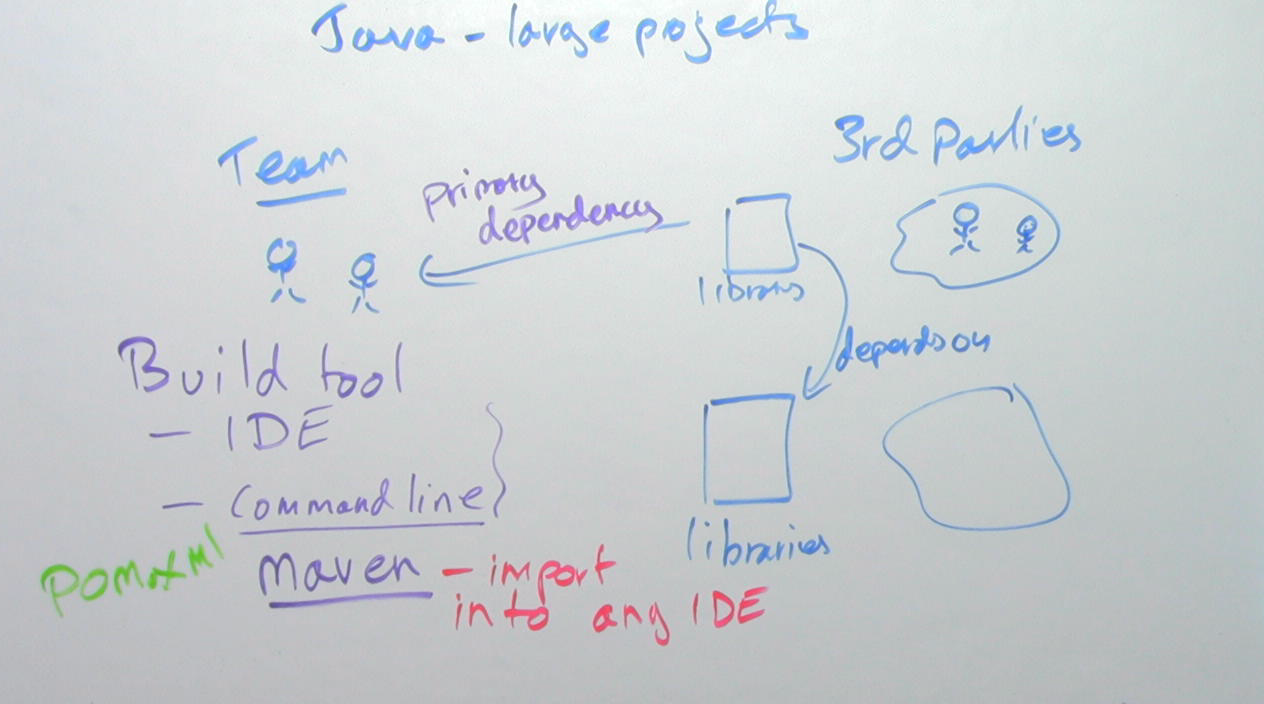 Java - large projects
Team
3rd Parties
primary
dependency
library
depends on
Build tool
- IDE
- Command line
libraries
pom.xml
maven - import
into any IDE